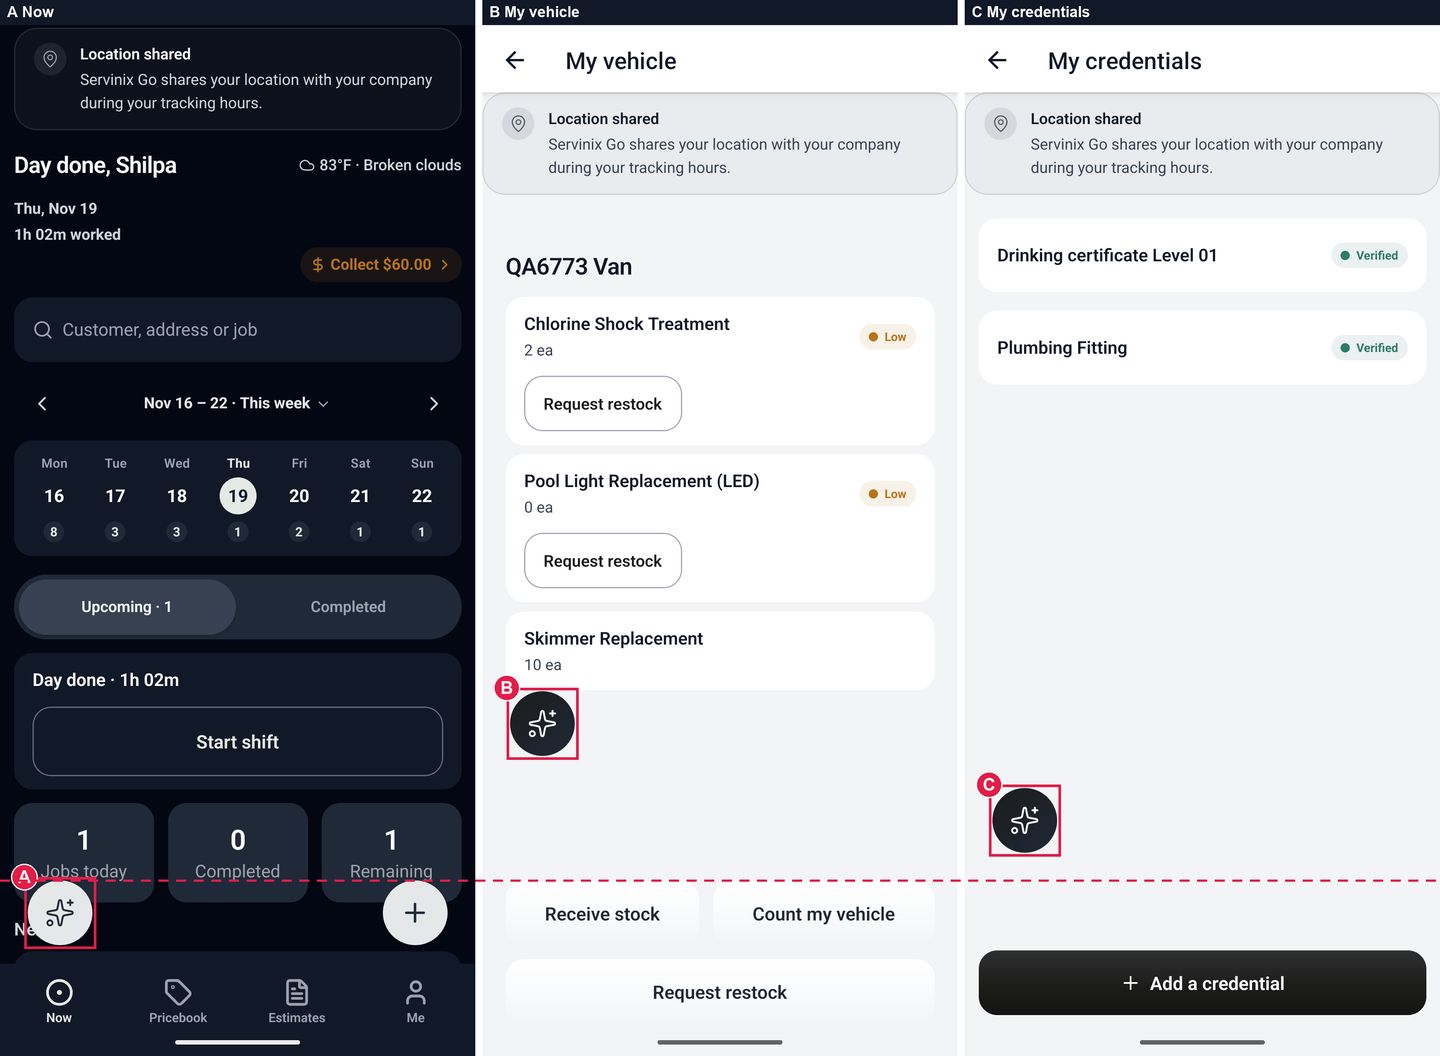 A Now
Location shared
Servinix Go shares your location with your company
during your tracking hours.
Day done, Shilpa
83°F · Broken clouds
Thu, Nov 19
1h 02m worked
$ Collect $60.00
Customer, address or job
Nov 16 – 22 · This week
Mon Tue Wed Thu Fri Sat Sun
16 17 18 19 20 21 22
8 3 3 1 2 1 1
Upcoming · 1
Completed
Day done · 1h 02m
Start shift
1 0 1
Jobs today Completed Remaining
A
Now Pricebook Estimates Me
B My vehicle
My vehicle
Location shared
Servinix Go shares your location with your company
during your tracking hours.
QA6773 Van
Chlorine Shock Treatment
2 ea
Low
Request restock
Pool Light Replacement (LED)
0 ea
Low
Request restock
Skimmer Replacement
10 ea
B
Receive stock
Count my vehicle
Request restock
C My credentials
My credentials
Location shared
Servinix Go shares your location with your company
during your tracking hours.
Drinking certificate Level 01
Verified
Plumbing Fitting
Verified
C
+ Add a credential